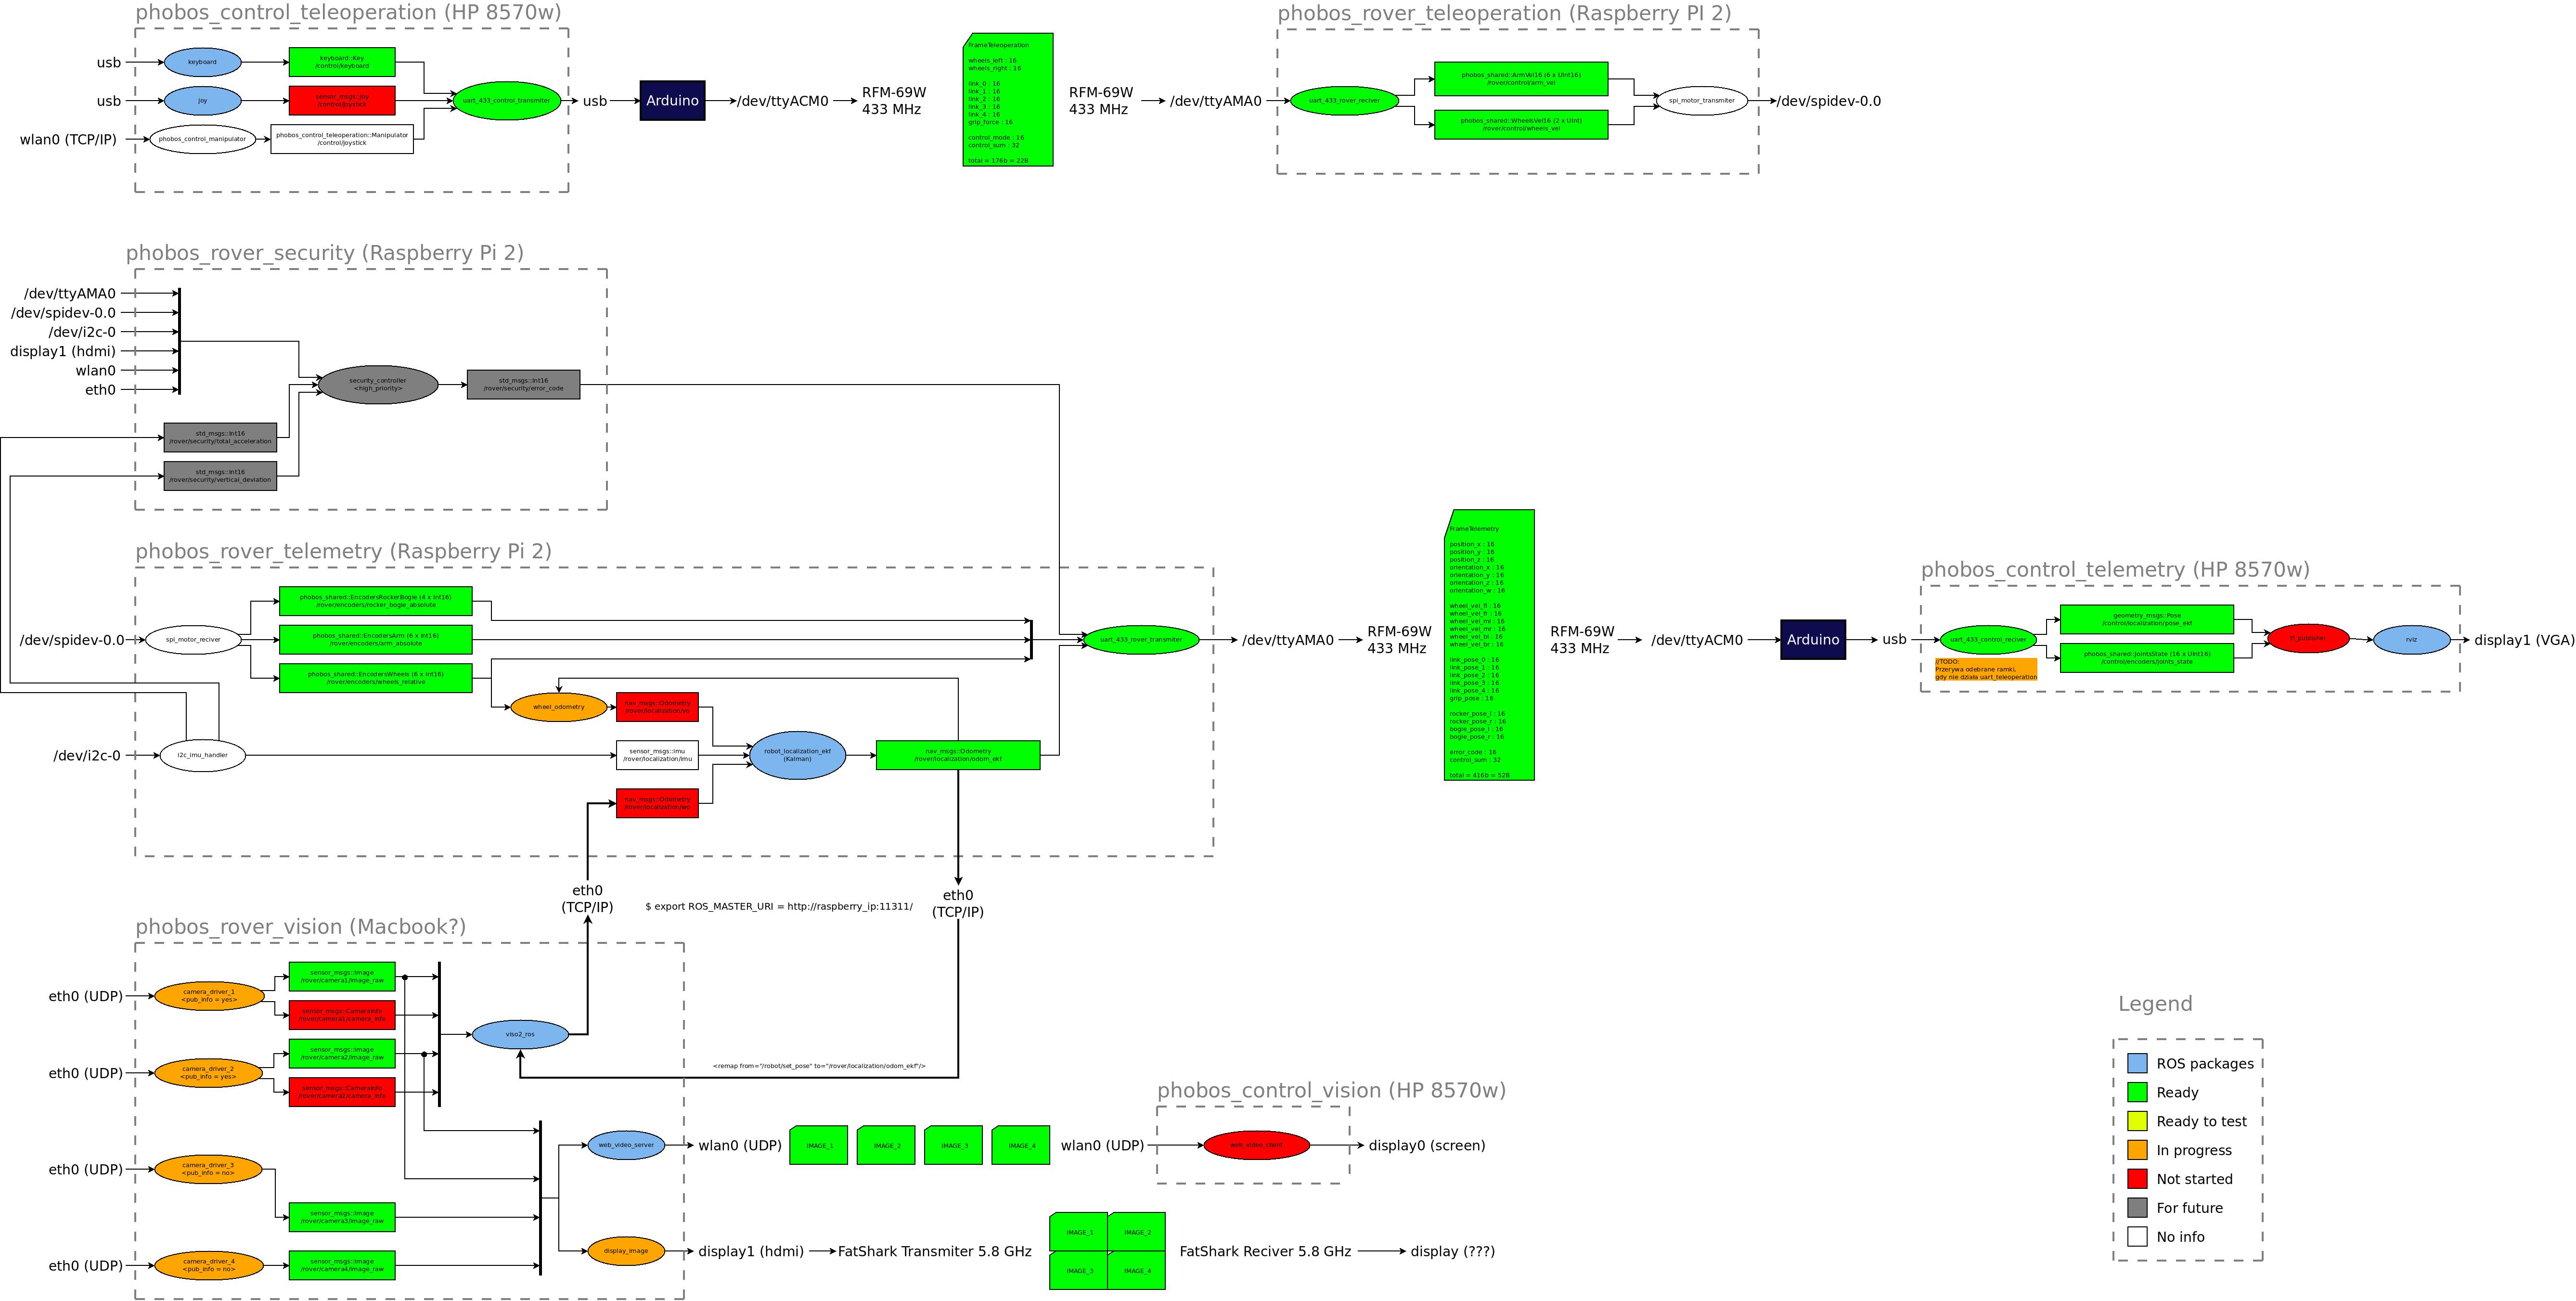 phobos_control_teleoperation (HP 8570w)
usb
keyboard
keyboard::Key
/control/keyboard
usb
joy
sensor_msgs::Joy
/control/joystick
wlan0 (TCP/IP)
phobos_control_manipulator
phobos_control_teleoperation::Manipulator
/control/joystick
uart_433_control_transmiter
usb
Arduino
/dev/ttyACM0
RFM-69W
433 MHz
FrameTeleoperation
wheels_left : 16
wheels_right : 16
link_0 : 16
link_1 : 16
link_2 : 16
link_3 : 16
link_4 : 16
grip_force : 16
control_mode : 16
control_sum : 32
total = 176b = 22B
RFM-69W
433 MHz
/dev/ttyAMA0
phobos_rover_teleoperation (Raspberry PI 2)
uart_433_rover_reciver
phobos_shared::ArmVel16 (6 x UInt16)
/rover/control/arm_vel
phobos_shared::WheelsVel16 (2 x UInt)
/rover/control/wheels_vel
spi_motor_transmiter
/dev/spidev-0.0
phobos_rover_security (Raspberry Pi 2)
/dev/ttyAMA0
/dev/spidev-0.0
/dev/i2c-0
display1 (hdmi)
wlan0
eth0
security_controller
<high_priority>
std_msgs::Int16
/rover/security/error_code
std_msgs::Int16
/rover/security/total_acceleration
std_msgs::Int16
/rover/security/vertical_deviation
phobos_rover_telemetry (Raspberry Pi 2)
/dev/spidev-0.0
spi_motor_reciver
phobos_shared::EncodersRockerBogie (4 x Int16)
/rover/encoders/rocker_bogie_absolute
phobos_shared::EncodersArm (6 x Int16)
/rover/encoders/arm_absolute
phobos_shared::EncodersWheels (6 x Int16)
/rover/encoders/wheels_relative
wheel_odometry
nav_msgs::Odometry
/rover/localization/vo
/dev/i2c-0
i2c_imu_handler
sensor_msgs::Imu
/rover/localization/imu
nav_msgs::Odometry
robot_localization_ekf
(Kalman)
nav_msgs::Odometry
/rover/localization/odom_ekf
uart_433_rover_transmiter
/dev/ttyAMA0
RFM-69W
433 MHz
FrameTelemetry
position_x : 16
position_y : 16
position_z : 16
orientation_x : 16
orientation_y : 16
orientation_z : 16
orientation_w : 16
wheel_vel_fl : 16
wheel_vel_fr : 16
wheel_vel_ml : 16
wheel_vel_mr : 16
wheel_vel_bl : 16
wheel_vel_br : 16
link_pose_0 : 16
link_pose_1 : 16
link_pose_2 : 16
link_pose_3 : 16
link_pose_4 : 16
grip_pose : 16
rocker_pose_l : 16
rocker_pose_r : 16
bogie_pose_l : 16
bogie_pose_r : 16
error_code : 16
control_sum : 32
total = 416b = 52B
RFM-69W
433 MHz
/dev/ttyACM0
Arduino
usb
phobos_control_telemetry (HP 8570w)
uart_433_control_reciver
//TODO:
Przerywa odebrane ramki,
gdy nie działa uart_teleoperation
geometry_msgs::Pose
/control/localization/pose_ekf
phobos_shared::JointsState (16 x UInt16)
/control/encoders/joints_state
tf_publisher
rviz
display1 (VGA)
eth0
(TCP/IP)
$ export ROS_MASTER_URI = http://raspberry_ip:11311/
eth0
(TCP/IP)
phobos_rover_vision (Macbook?)
eth0 (UDP)
camera_driver_1
<pub_info = yes>
sensor_msgs::Image
/rover/camera1/image_raw
sensor_msgs::CameraInfo
/rover/camera1/camera_info
eth0 (UDP)
camera_driver_2
<pub_info = yes>
sensor_msgs::Image
/rover/camera2/image_raw
sensor_msgs::CameraInfo
/rover/camera2/camera_info
viso2_ros
<remap from="/robot/set_pose" to="/rover/localization/odom_ekf"/>
eth0 (UDP)
camera_driver_3
<pub_info = no>
sensor_msgs::Image
/rover/camera3/image_raw
eth0 (UDP)
camera_driver_4
<pub_info = no>
sensor_msgs::Image
/rover/camera4/image_raw
web_video_server
wlan0 (UDP)
IMAGE_1
IMAGE_2
IMAGE_3
IMAGE_4
wlan0 (UDP)
phobos_control_vision (HP 8570w)
web_video_client
display0 (screen)
display_image
display1 (hdmi)
FatShark Transmiter 5.8 GHz
IMAGE_1
IMAGE_2
IMAGE_3
IMAGE_4
FatShark Reciver 5.8 GHz
display (???)
Legend
ROS packages
Ready
Ready to test
In progress
Not started
For future
No info